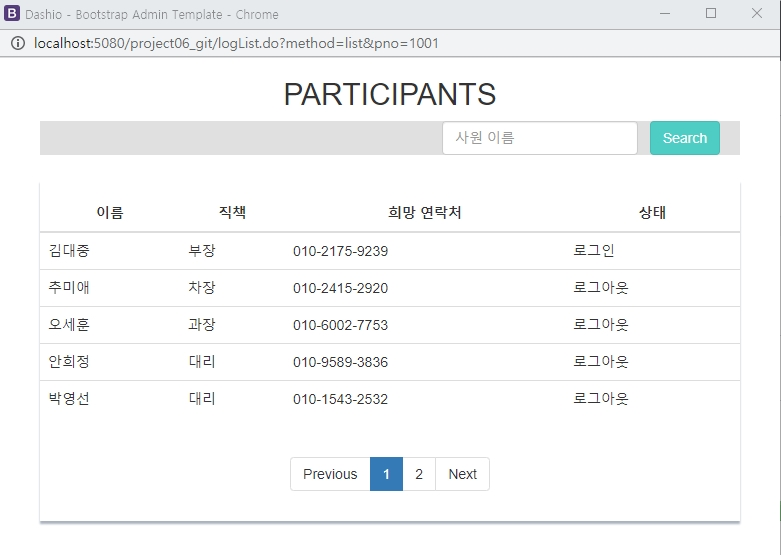 B Dashio - Bootstrap Admin Template - Chrome
localhost:5080/project06_git/logList.do?method=list&pno=1001
PARTICIPANTS
사원 이름 Search
이름 직책 희망 연락처 상태
김대중 부장 010-2175-9239 로그인
추미애 차장 010-2415-2920 로그아웃
오세훈 과장 010-6002-7753 로그아웃
안희정 대리 010-9589-3836 로그아웃
박영선 대리 010-1543-2532 로그아웃
Previous 1 2 Next